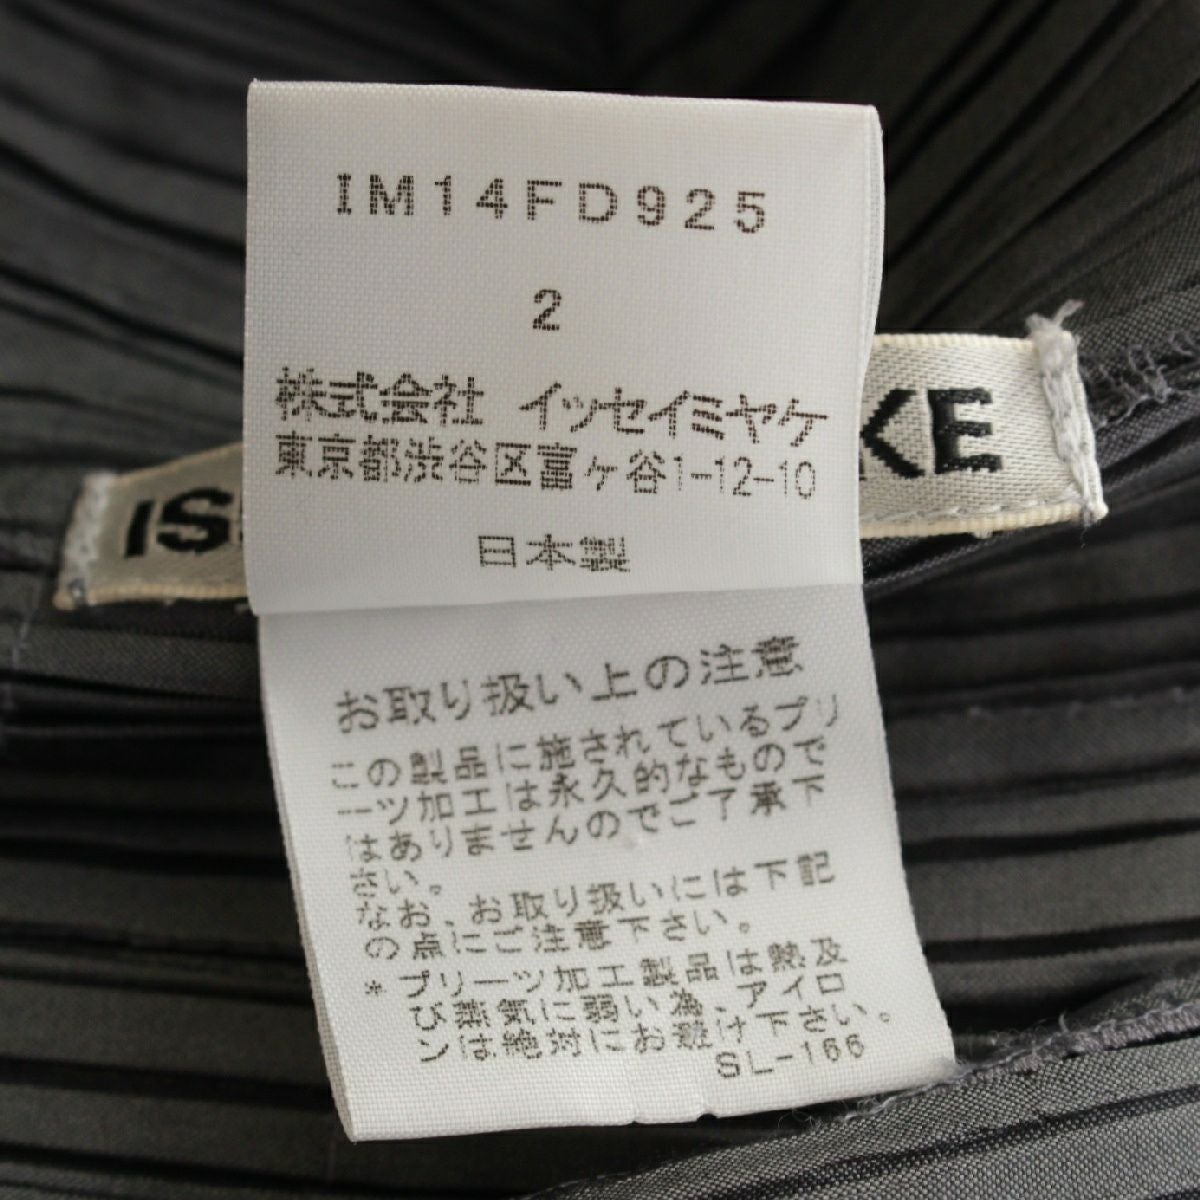 IM14FD925
2
株式会社 イッセイミヤケ
東京都渋谷区富ヶ谷1-12-10
日本製
お取り扱い上の注意
この製品に施されているプリ
ーツ加工は永久的なもので
はありませんのでご了承下
さい。
なお、お取り扱いには下記
の点にご注意下さい。
* プリーツ加工製品は熱及
び蒸気に弱い為、アイロ
ンは絶対にお避け下さい。
SL-166
IS
KE